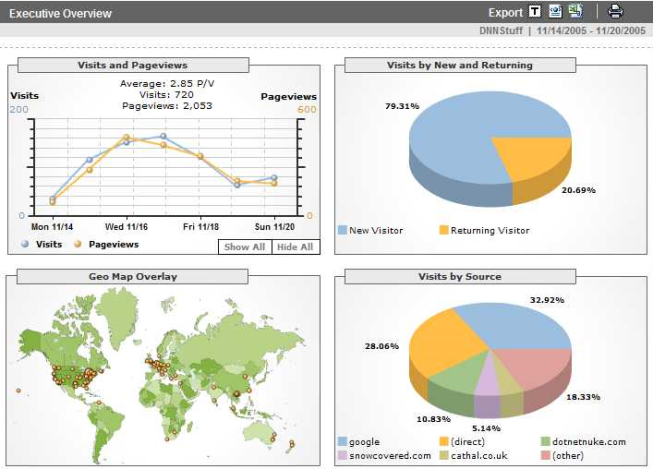 Executive Overview
Export T
DNNStuff | 11/14/2005 - 11/20/2005
Visits and Pageviews
Average: 2.85 P/V
Visits: 720
Pageviews: 2,053
Visits
Pageviews
200
600
0
0
Mon 11/14 Wed 11/16 Fri 11/18 Sun 11/20
Visits Pageviews
Show All Hide All
Visits by New and Returning
79.31%
20.69%
New Visitor Returning Visitor
Geo Map Overlay
Visits by Source
32.92%
28.06%
18.33%
10.83%
5.14%
google (direct) dotnetnuke.com
snowcovered.com cathal.co.uk (other)